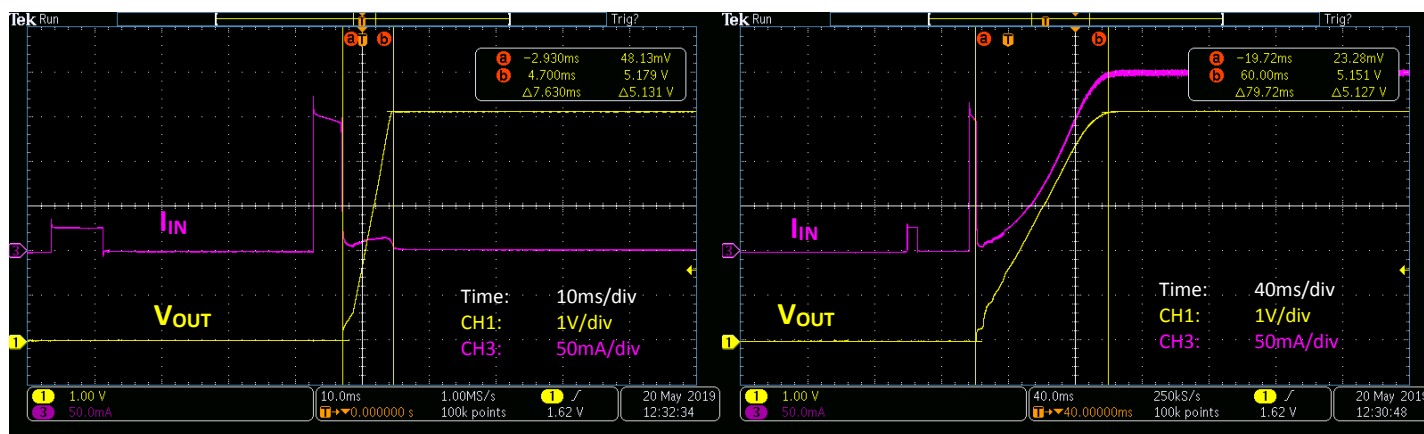 Tek Run
Trig?
T
a T b
a -2.930ms 48.13mV
b 4.700ms 5.179 V
Δ7.630ms Δ5.131 V
IIN
3
Time: 10ms/div
VOUT
CH1: 1V/div
1
CH3: 50mA/div
1 1.00 V
3 50.0mA
10.0ms 1.00MS/s 1 /
T→▼0.000000 s 100k points 1.62 V
20 May 2019
12:32:34
Tek Run
Trig?
T
a T b
a -19.72ms 23.28mV
b 60.00ms 5.151 V
Δ79.72ms Δ5.127 V
IIN
3
Time: 40ms/div
VOUT
CH1: 1V/div
1
CH3: 50mA/div
1 1.00 V
3 50.0mA
40.0ms 250kS/s 1 /
T→▼40.00000ms 100k points 1.62 V
20 May 2019
12:30:48